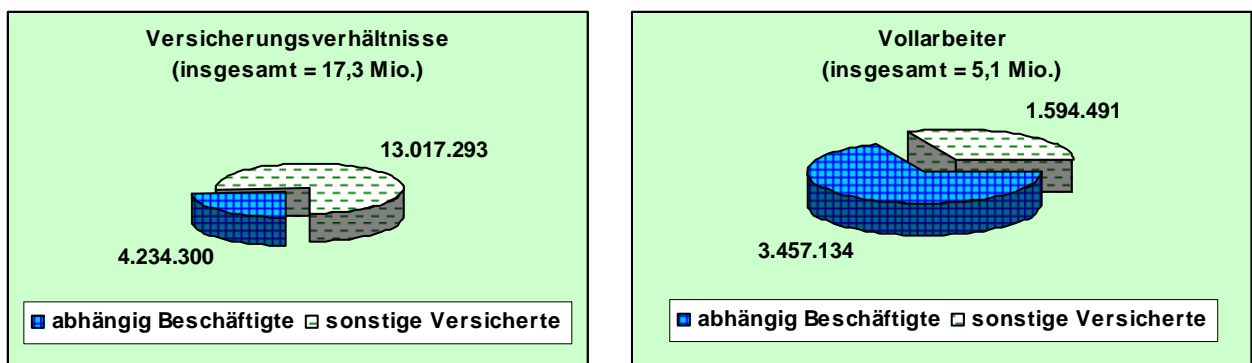 Versicherungsverhältnisse
(insgesamt = 17,3 Mio.)
13.017.293
4.234.300
abhängig Beschäftigte sonstige Versicherte
Vollarbeiter
(insgesamt = 5,1 Mio.)
1.594.491
3.457.134
abhängig Beschäftigte sonstige Versicherte